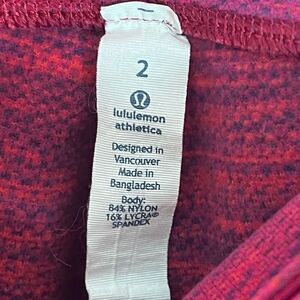 2
lululemon
athletica
Designed in
Vancouver
Made in
Bangladesh
Body:
84% NYLON
16% LYCRA®
SPANDEX